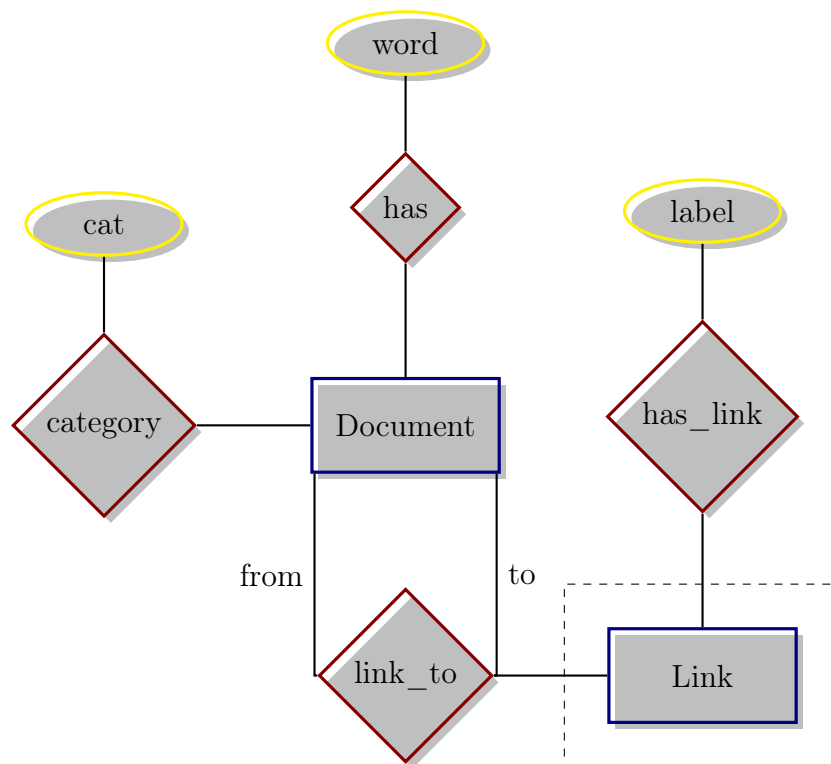 word
has
cat
label
category
Document
has_link
from
to
link_to
Link